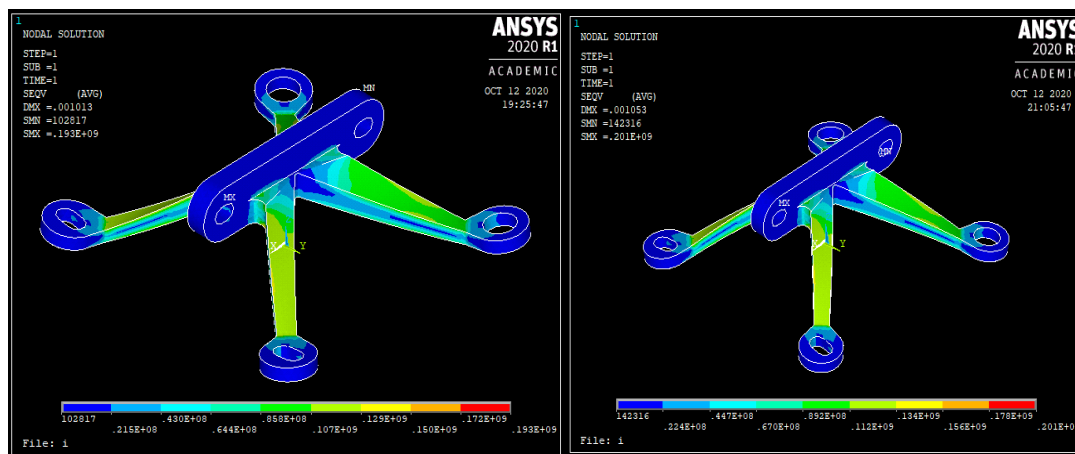 1
NODAL SOLUTION
STEP=1
SUB =1
TIME=1
SEQV (AVG)
DMX =.001013
SMN =102817
SMX =.193E+09
ANSYS
2020 R1
ACADEMIC
OCT 12 2020
19:25:47
MN
MX
X
Y
102817 .430E+08 .858E+08 .129E+09 .172E+09
.215E+08 .644E+08 .107E+09 .150E+09 .193E+09
File: i
1
NODAL SOLUTION
STEP=1
SUB =1
TIME=1
SEQV (AVG)
DMX =.001053
SMN =142316
SMX =.201E+09
ANSYS
2020 R
ACADEMIC
OCT 12 2020
21:05:47
MN
MX
X
Y
142316 .447E+08 .892E+08 .134E+09 .178E+09
.224E+08 .670E+08 .112E+09 .156E+09 .201E+0
File: i